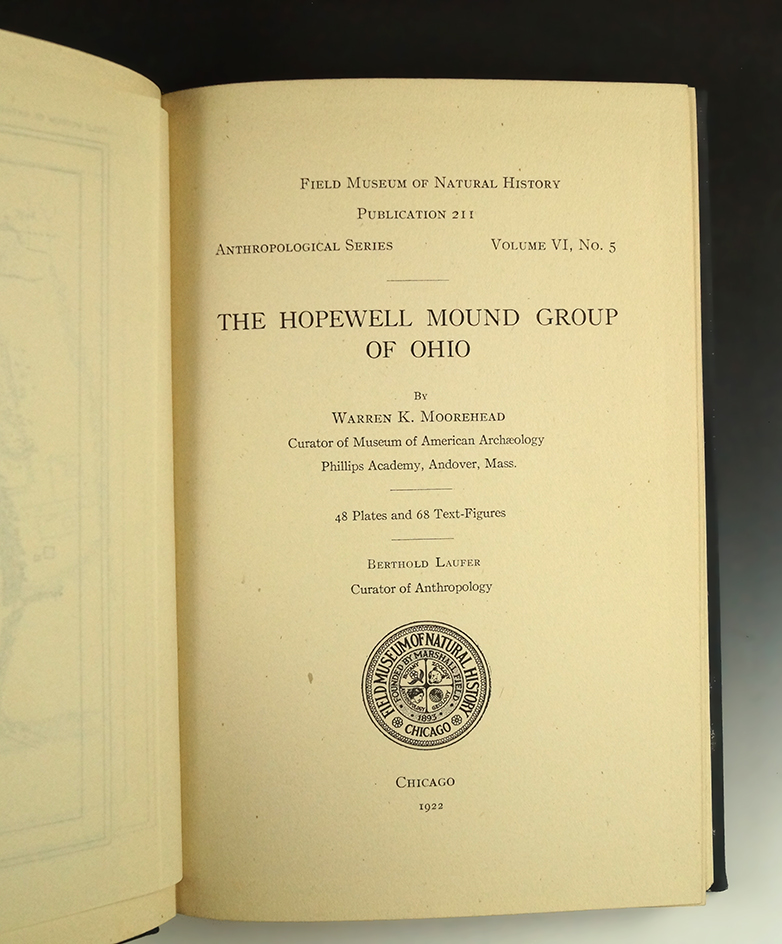 Field Museum of Natural History
Publication 211
Anthropological Series Volume VI, No. 5
THE HOPEWELL MOUND GROUP
OF OHIO
By
Warren K. Moorehead
Curator of Museum of American Archæology
Phillips Academy, Andover, Mass.
48 Plates and 68 Text-Figures
Berthold Laufer
Curator of Anthropology
FIELD MUSEUM OF NATURAL HISTORY
CHICAGO
FOUNDED BY MARSHALL FIELD
1893
Chicago
1922